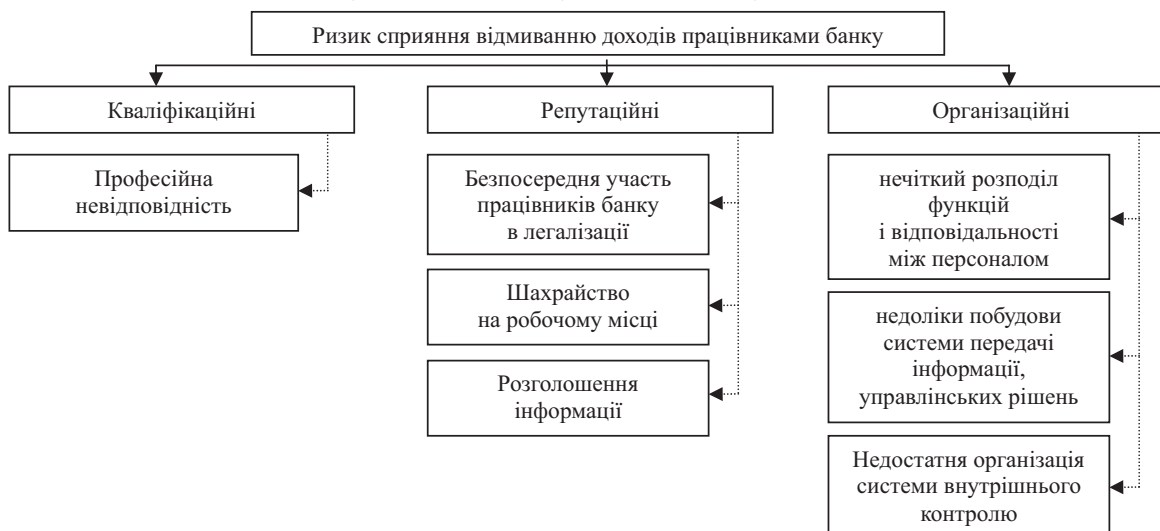 Ризик сприяння відмиванню доходів працівниками банку
Кваліфікаційні
Професійна
невідповідність
Репутаційні
Безпосередня участь
працівників банку
в легалізації
Шахрайство
на робочому місці
Розголошення
інформації
Організаційні
нечіткий розподіл
функцій
і відповідальності
між персоналом
недоліки побудови
системи передачі
інформації,
управлінських рішень
Недостатня організація
системи внутрішнього
контролю